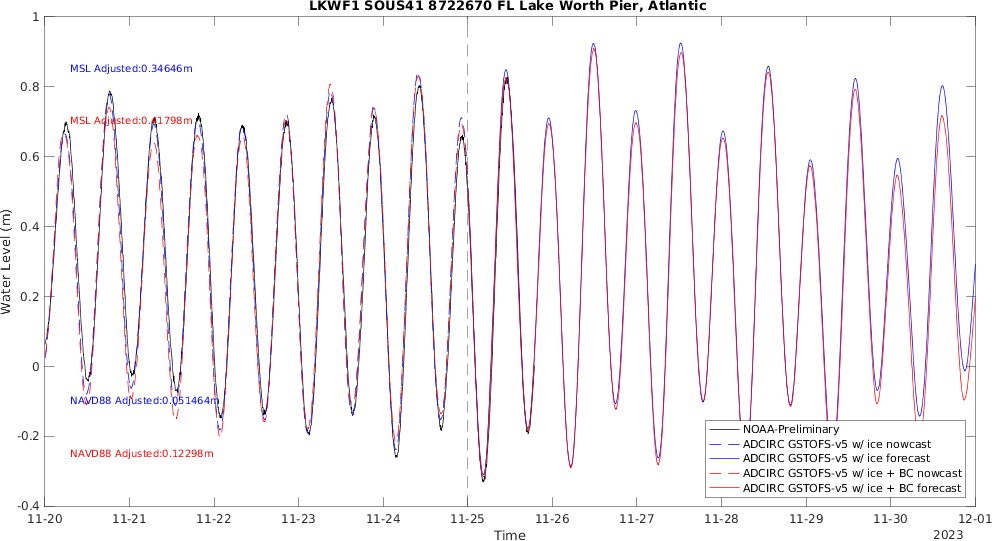 LKWF1 SOUS41 8722670 FL Lake Worth Pier, Atlantic
1
0.8
0.6
0.4
0.2
0
-0.2
-0.4
Water Level (m)
MSL Adjusted:0.34646m
MSL Adjusted:0.41798m
NAVD88 Adjusted:0.051464m
NAVD88 Adjusted:0.12298m
NOAA-Preliminary
ADCIRC GSTOFS-v5 w/ ice nowcast
ADCIRC GSTOFS-v5 w/ ice forecast
ADCIRC GSTOFS-v5 w/ ice + BC nowcast
ADCIRC GSTOFS-v5 w/ ice + BC forecast
11-20 11-21 11-22 11-23 11-24 11-25 11-26 11-27 11-28 11-29 11-30 12-01
Time
2023